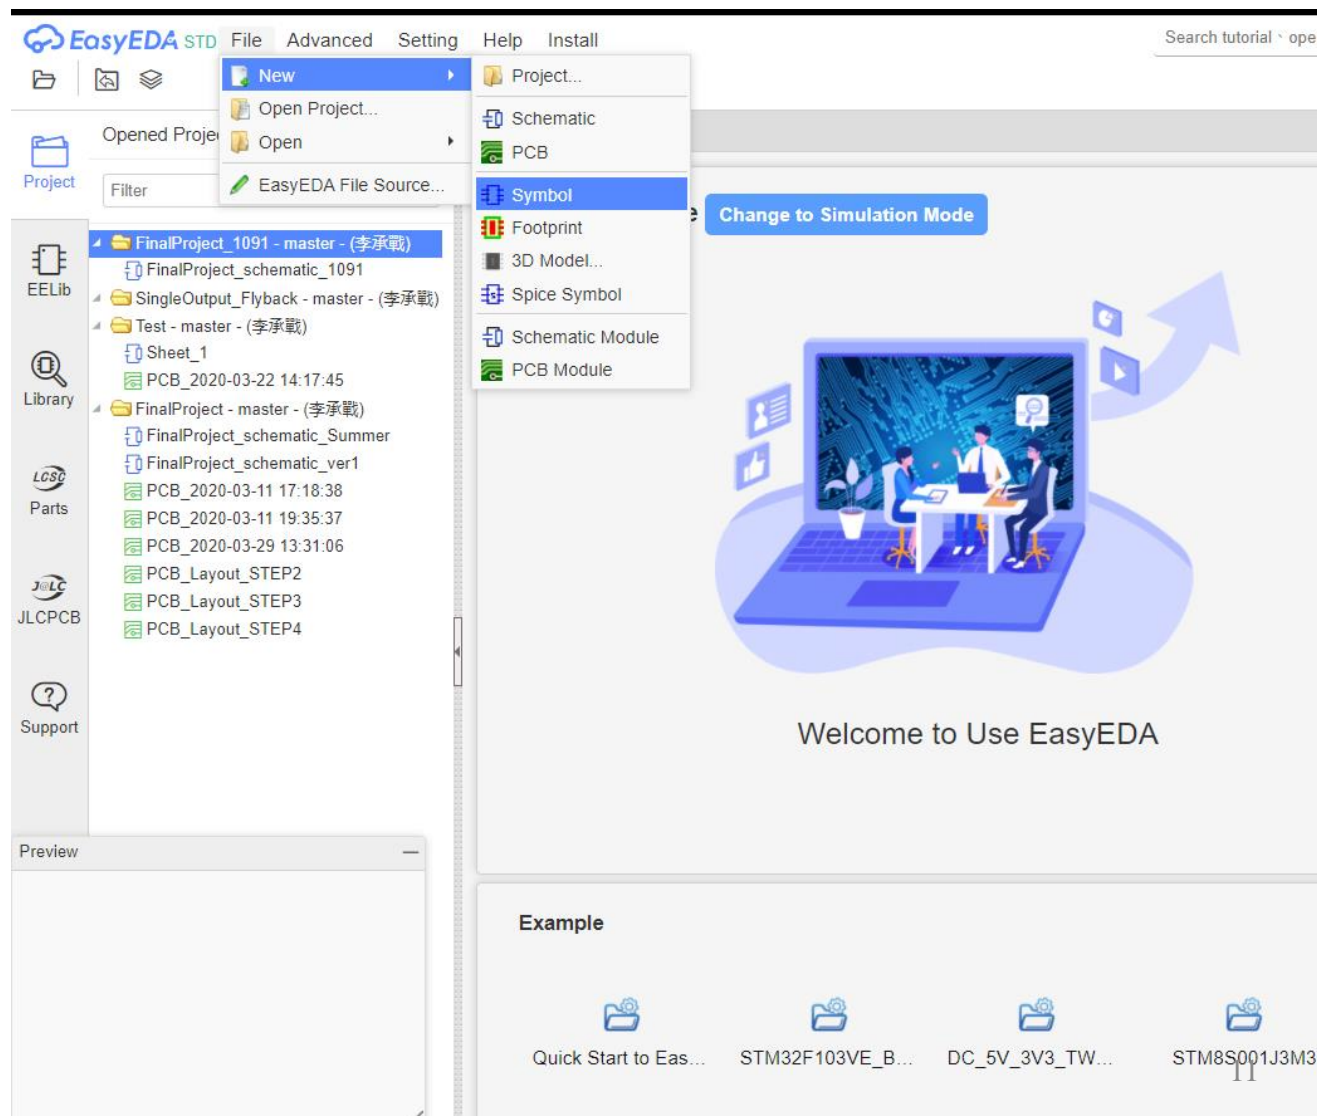 EasyEDA STD File Advanced Setting Help Install
Search tutorial、ope
New
Open Project...
Open
EasyEDA File Source...
Project...
Schematic
PCB
Symbol
Footprint
3D Model...
Spice Symbol
Schematic Module
PCB Module
Project
EELib
Library
LCSC
Parts
J@LC
JLCPCB
Support
Opened Proje
Filter
FinalProject_1091 - master - (李承戰)
FinalProject_schematic_1091
SingleOutput_Flyback - master - (李承戰)
Test - master - (李承戰)
Sheet_1
PCB_2020-03-22 14:17:45
FinalProject - master - (李承戰)
FinalProject_schematic_Summer
FinalProject_schematic_ver1
PCB_2020-03-11 17:18:38
PCB_2020-03-11 19:35:37
PCB_2020-03-29 13:31:06
PCB_Layout_STEP2
PCB_Layout_STEP3
PCB_Layout_STEP4
Preview
e Change to Simulation Mode
Welcome to Use EasyEDA
Example
Quick Start to Eas... STM32F103VE_B... DC_5V_3V3_TW... STM8S001J3M3
11